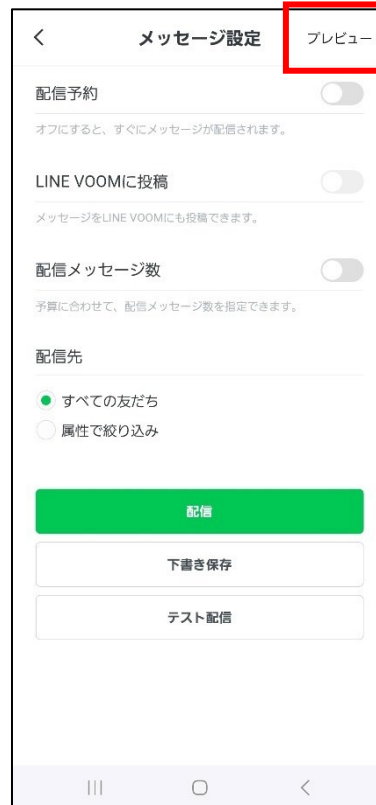 メッセージ設定
プレビュー
配信予約
オフにすると、すぐにメッセージが配信されます。
LINE VOOMに投稿
メッセージをLINE VOOMにも投稿できます。
配信メッセージ数
予算に合わせて、配信メッセージ数を指定できます。
配信先
すべての友だち
属性で絞り込み
配信
下書き保存
テスト配信